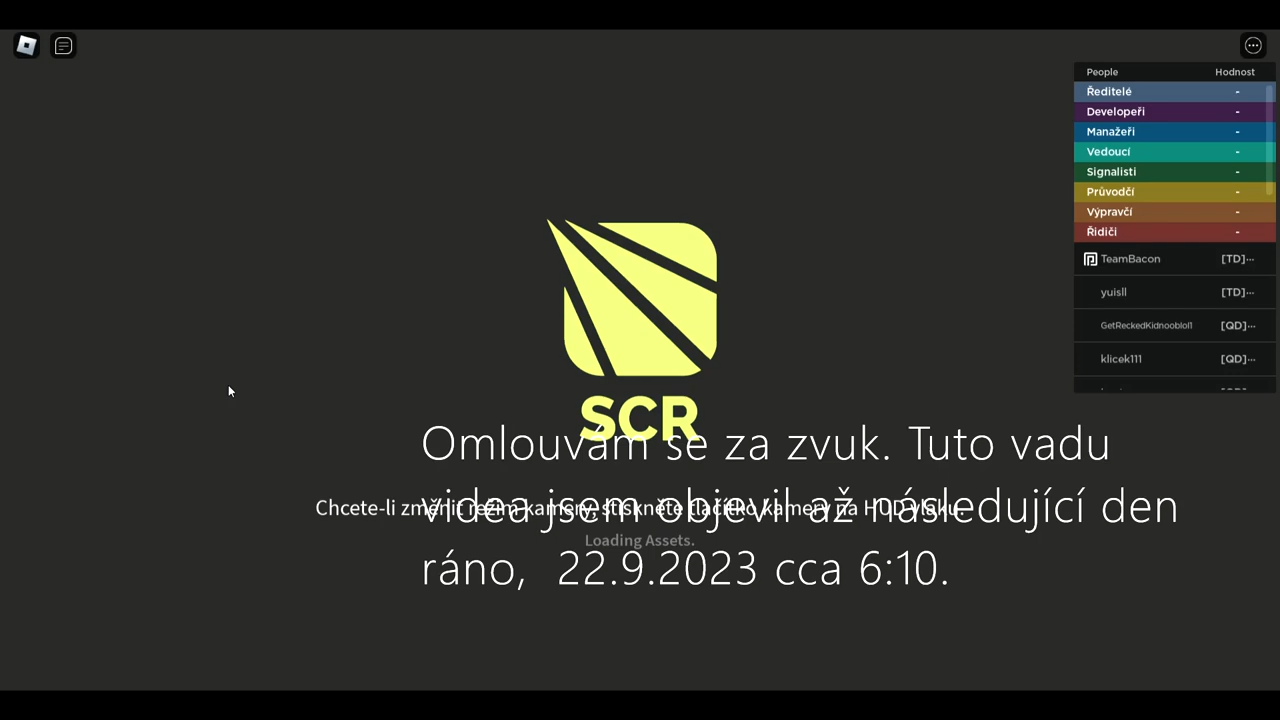 People Hodnost
Ředitelé -
Developeři -
Manažeři -
Vedoucí -
Signalisti -
Průvodčí -
Výpravčí -
Řidiči -
TeamBacon [TD]...
yuisll [TD]...
GetReckedKidnooblol1 [QD]...
klicek111 [QD]...
SCR
Omlouvám se za zvuk. Tuto vadu
videa jsem objevil až následující den
ráno, 22.9.2023 cca 6:10.
Chcete-li změnit režim kamery, stiskněte tlačítko kamery na HUD vlaku.
Loading Assets.